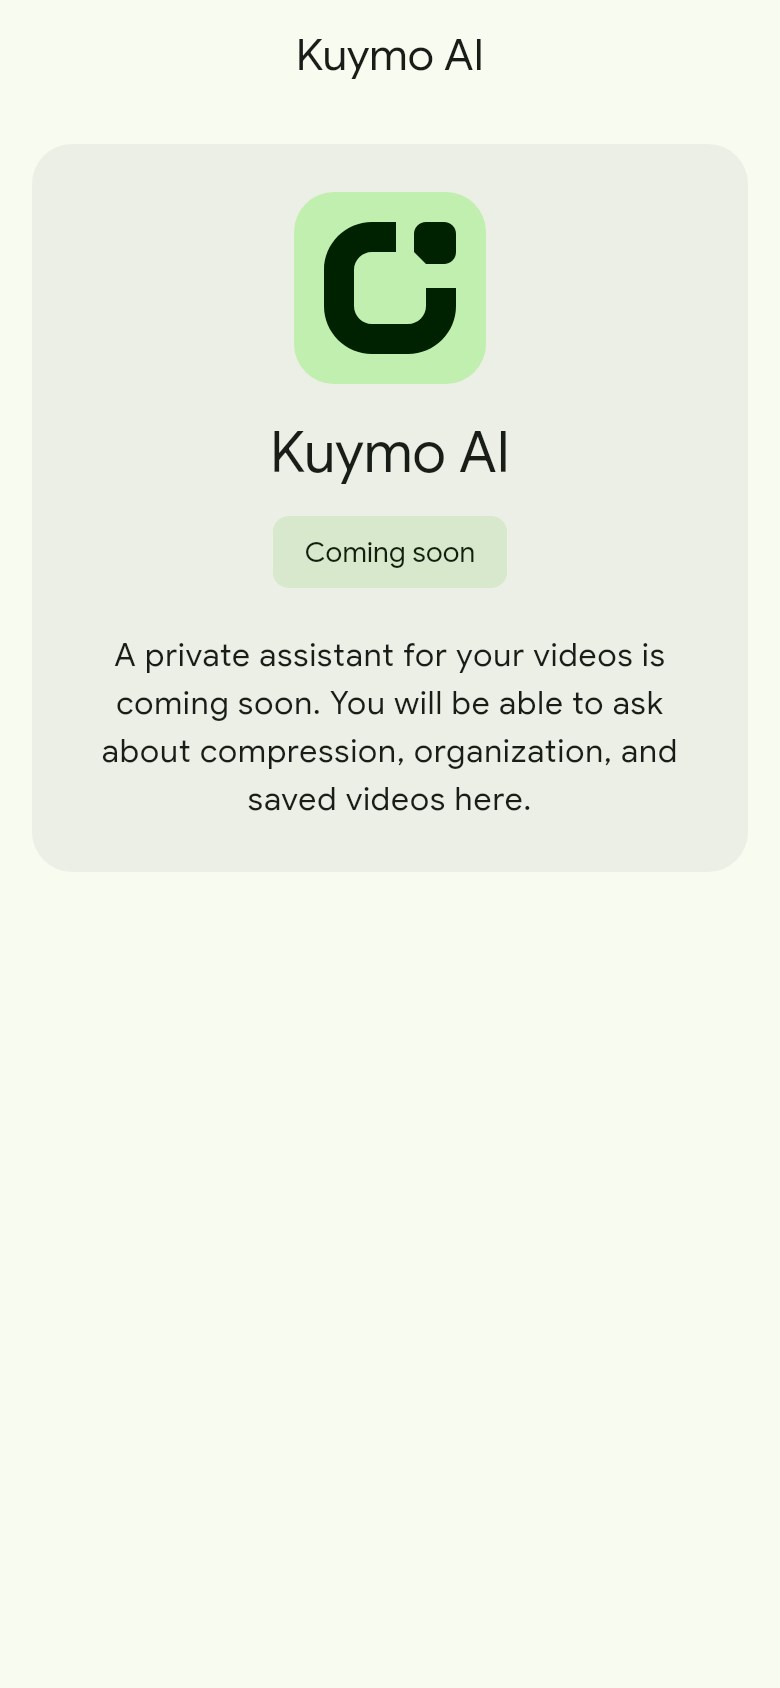 Kuymo AI
Kuymo AI
Coming soon
A private assistant for your videos is
coming soon. You will be able to ask
about compression, organization, and
saved videos here.